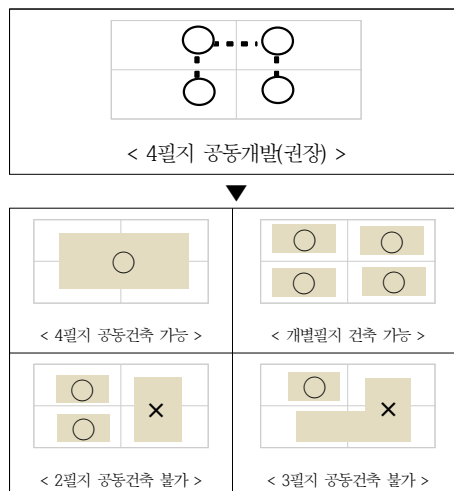 < 4필지 공동개발(권장) >
< 4필지 공동건축 가능 >
< 개별필지 건축 가능 >
< 2필지 공동건축 불가 >
< 3필지 공동건축 불가 >